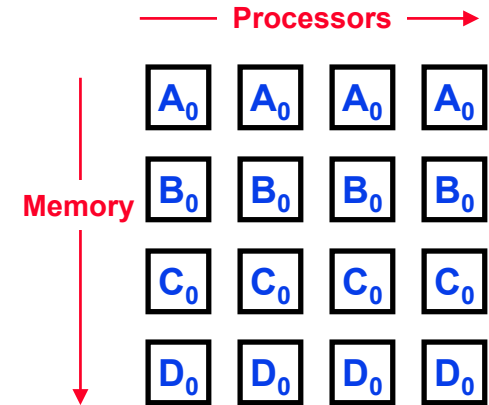 Processors
A₀ A₀ A₀ A₀
Memory
B₀ B₀ B₀ B₀
C₀ C₀ C₀ C₀
D₀ D₀ D₀ D₀